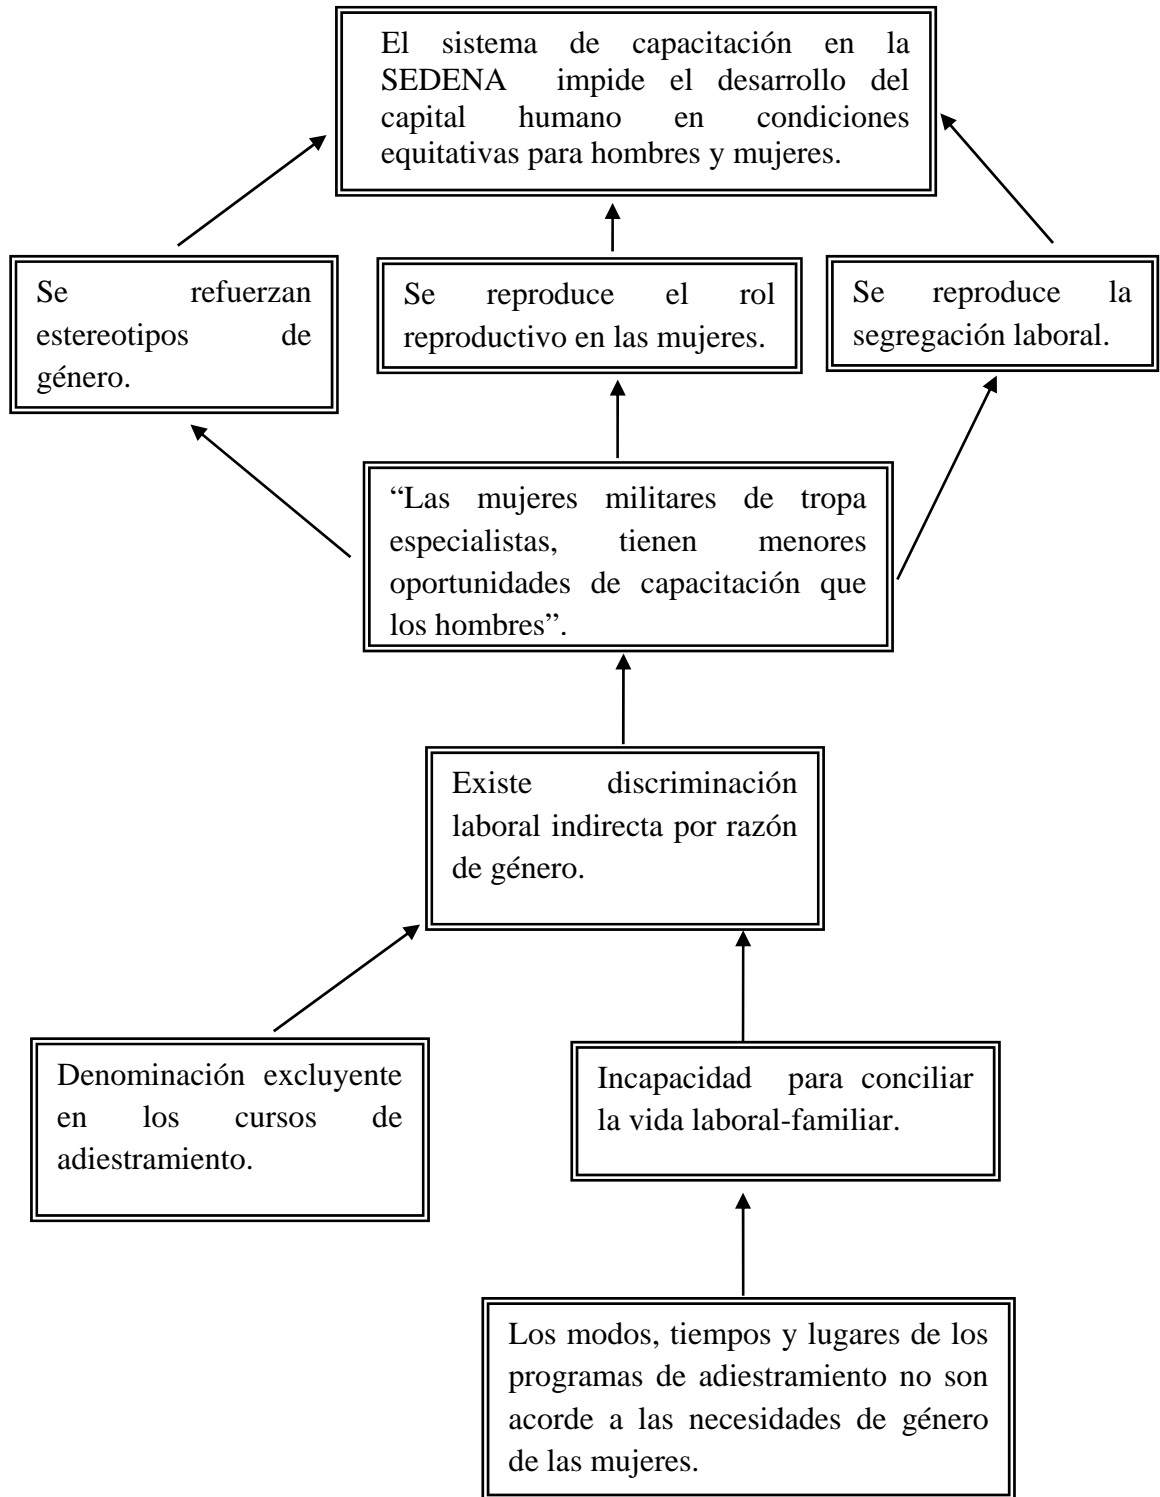 El sistema de capacitación en la
SEDENA impide el desarrollo del
capital humano en condiciones
equitativas para hombres y mujeres.
Se refuerzan
estereotipos de
género.
Se reproduce el rol
reproductivo en las mujeres.
Se reproduce la
segregación laboral.
“Las mujeres militares de tropa
especialistas, tienen menores
oportunidades de capacitación que
los hombres”.
Existe discriminación
laboral indirecta por razón
de género.
Denominación excluyente
en los cursos de
adiestramiento.
Incapacidad para conciliar
la vida laboral-familiar.
Los modos, tiempos y lugares de los
programas de adiestramiento no son
acorde a las necesidades de género
de las mujeres.